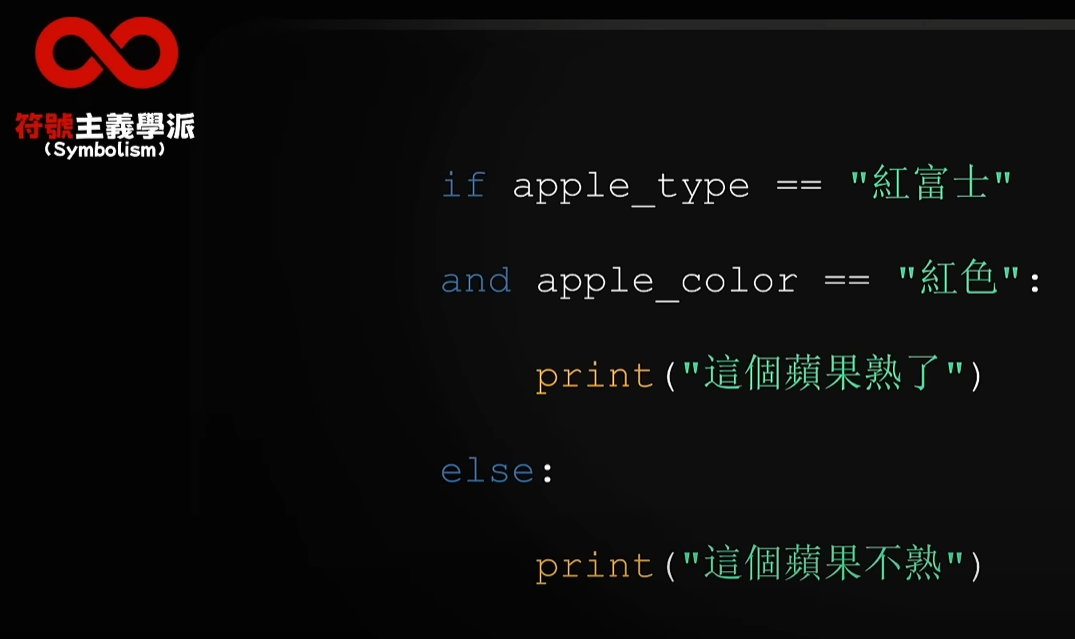 符號主義學派
(Symbolism)
if apple_type == "紅富士"
and apple_color == "紅色":
print("這個蘋果熟了")
else:
print("這個蘋果不熟")